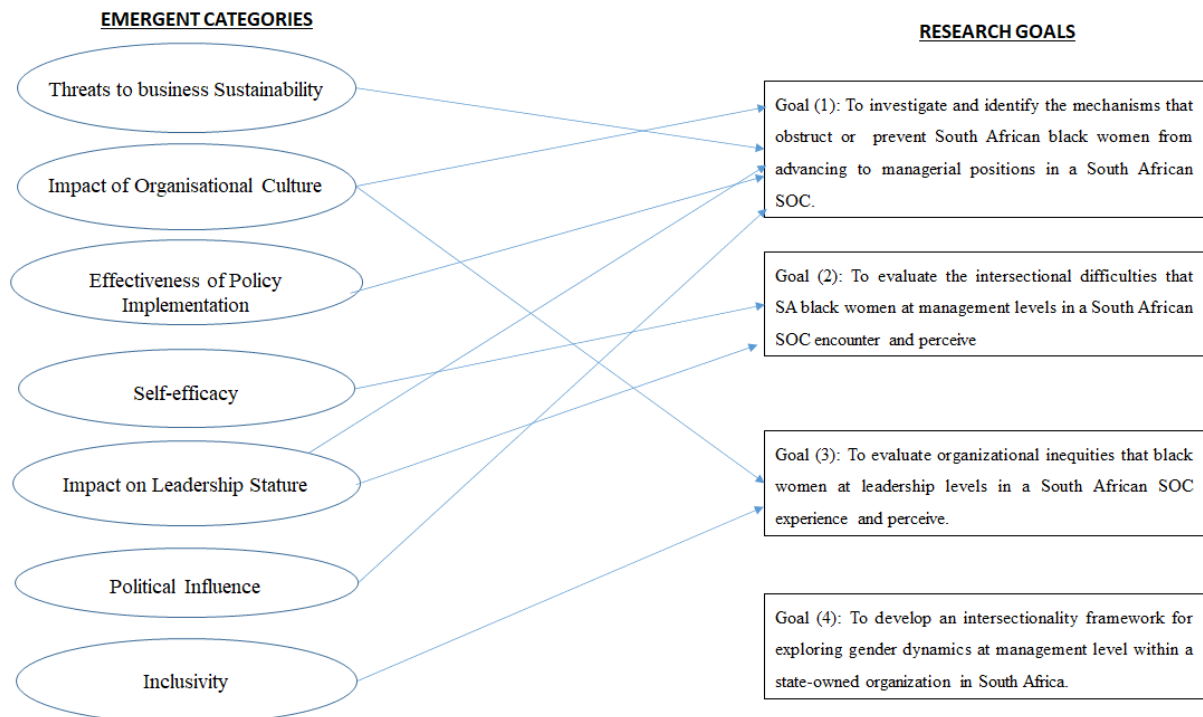 EMERGENT CATEGORIES
Threats to business Sustainability
Impact of Organisational Culture
Effectiveness of Policy
Implementation
Self-efficacy
Impact on Leadership Stature
Political Influence
Inclusivity
RESEARCH GOALS
Goal (1): To investigate and identify the mechanisms that
obstruct or prevent South African black women from
advancing to managerial positions in a South African
SOC.
Goal (2): To evaluate the intersectional difficulties that
SA black women at management levels in a South African
SOC encounter and perceive
Goal (3): To evaluate organizational inequities that black
women at leadership levels in a South African SOC
experience and perceive.
Goal (4): To develop an intersectionality framework for
exploring gender dynamics at management level within a
state-owned organization in South Africa.